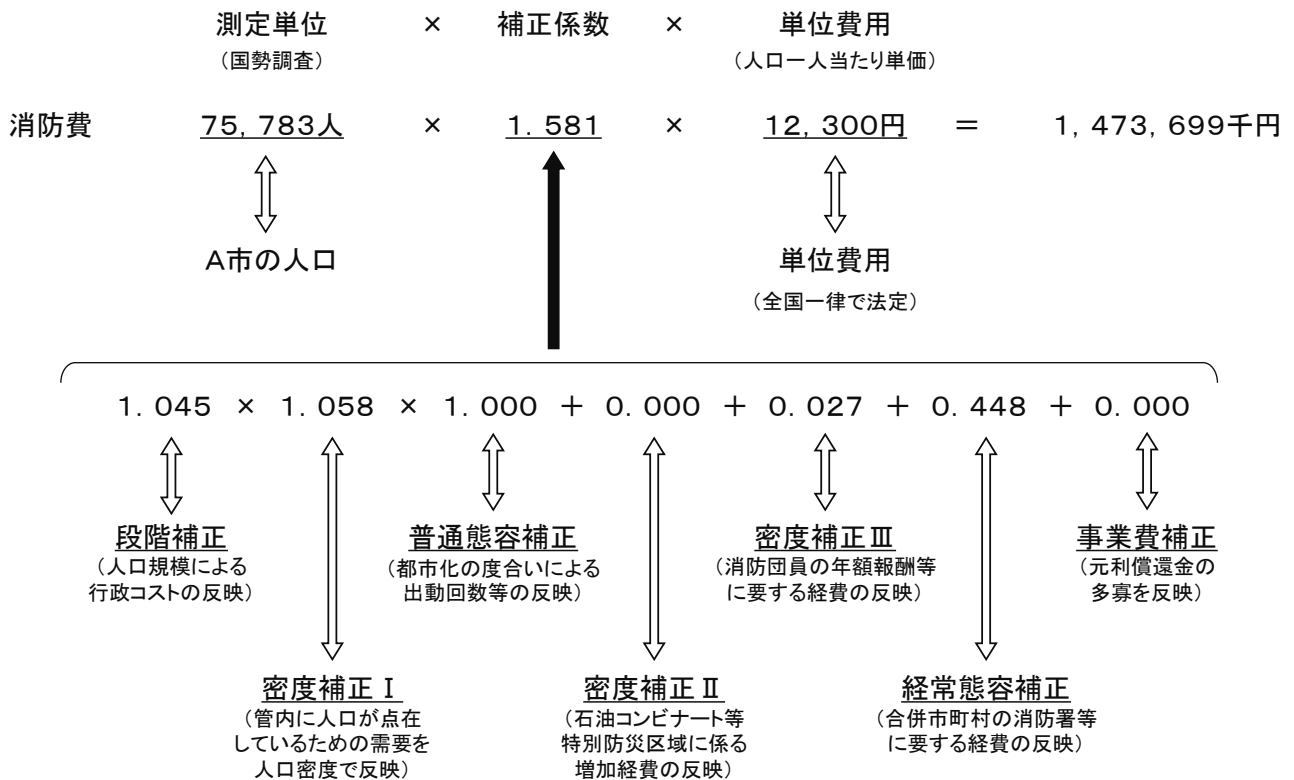 測定単位 × 補正係数 × 単位費用
（国勢調査） （人口一人当たり単価）
消防費 75，783人 × 1．581 × 12，300円 ＝ 1，473，699千円
A市の人口 単位費用
（全国一律で法定）
1．045 × 1．058 × 1．000 ＋ 0．000 ＋ 0．027 ＋ 0．448 ＋ 0．000
段階補正
（人口規模による
行政コストの反映）
普通態容補正
（都市化の度合いによる
出動回数等の反映）
密度補正Ⅲ
（消防団員の年額報酬等
に要する経費の反映）
事業費補正
（元利償還金の
多寡を反映）
密度補正Ⅰ
（管内に人口が点在
しているための需要を
人口密度で反映）
密度補正Ⅱ
（石油コンビナート等
特別防災区域に係る
増加経費の反映）
経常態容補正
（合併市町村の消防署等
に要する経費の反映）